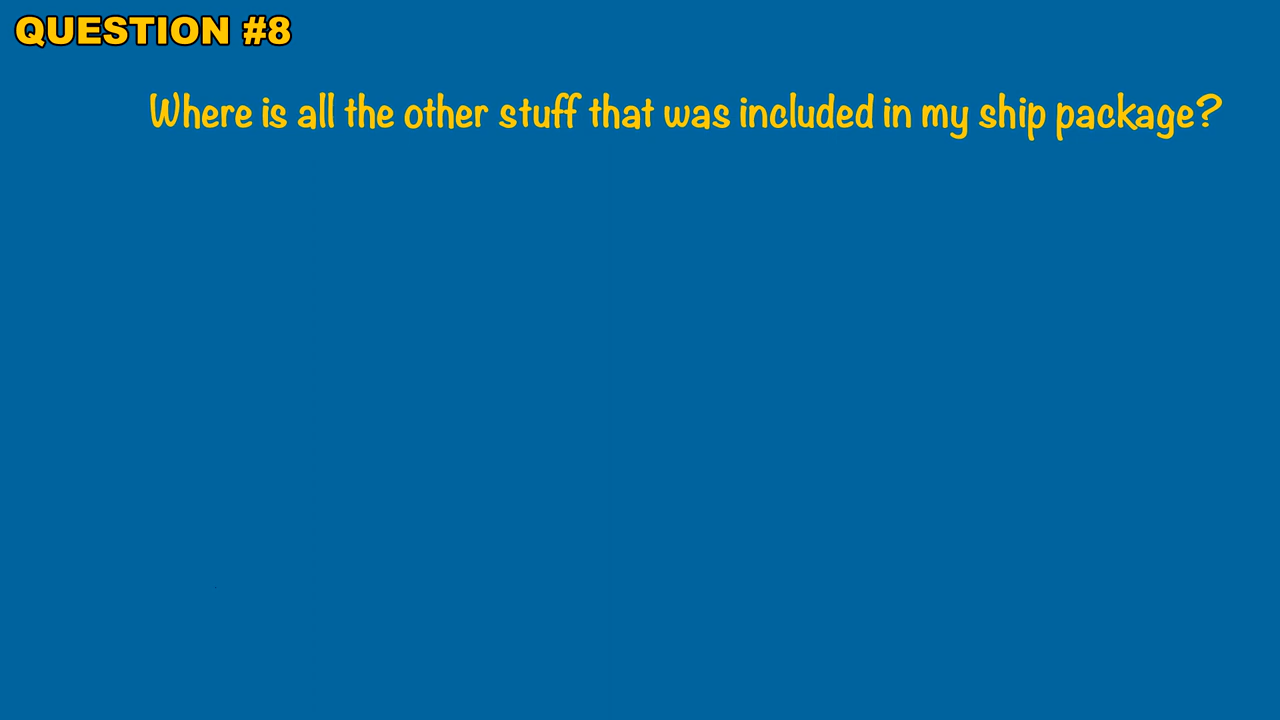 QUESTION #8
Where is all the other stuff that was included in my ship package?